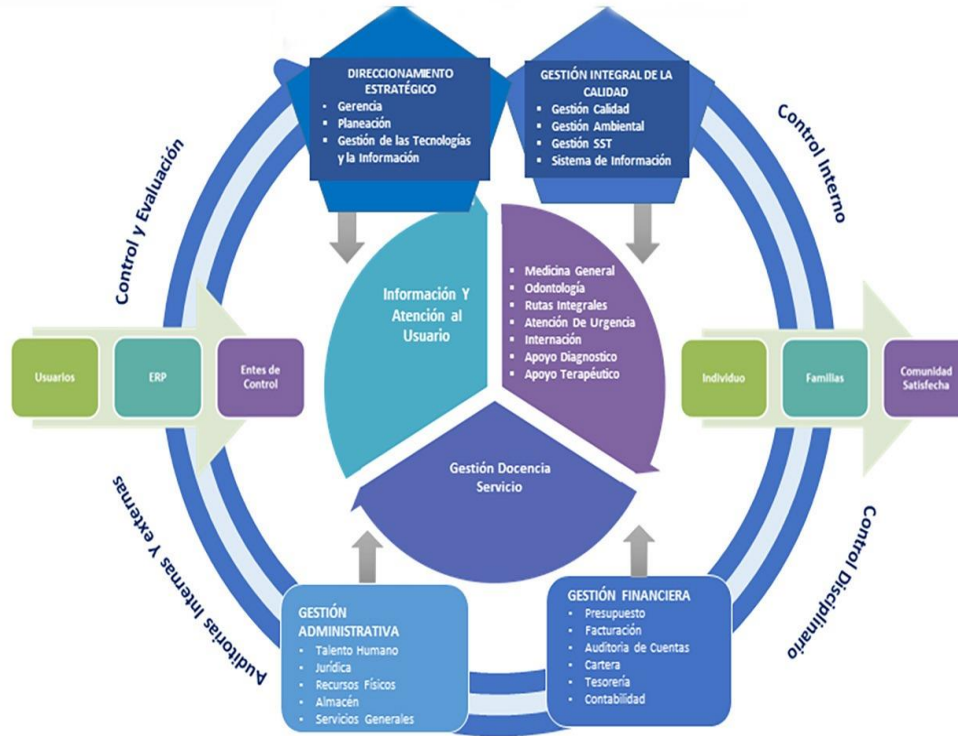 DIRECCIONAMIENTO
ESTRATÉGICO
▪ Gerencia
▪ Planeación
▪ Gestión de las Tecnologías
y la Información
GESTIÓN INTEGRAL DE LA
CALIDAD
▪ Gestión Calidad
▪ Gestión Ambiental
▪ Gestión SST
▪ Sistema de Información
Control y Evaluación
Control Interno
Información Y
Atención al
Usuario
▪ Medicina General
▪ Odontología
▪ Rutas Integrales
▪ Atención De Urgencia
▪ Internación
▪ Apoyo Diagnostico
▪ Apoyo Terapéutico
Usuarios
ERP
Entes de
Control
Individuo
Familias
Comunidad
Satisfecha
Gestión Docencia
Servicio
Auditorias Internas Y externas
Control Disciplinario
GESTIÓN
ADMINISTRATIVA
• Talento Humano
• Jurídica
• Recursos Físicos
• Almacén
• Servicios Generales
GESTIÓN FINANCIERA
• Presupuesto
• Facturación
• Auditoria de Cuentas
• Cartera
• Tesorería
• Contabilidad